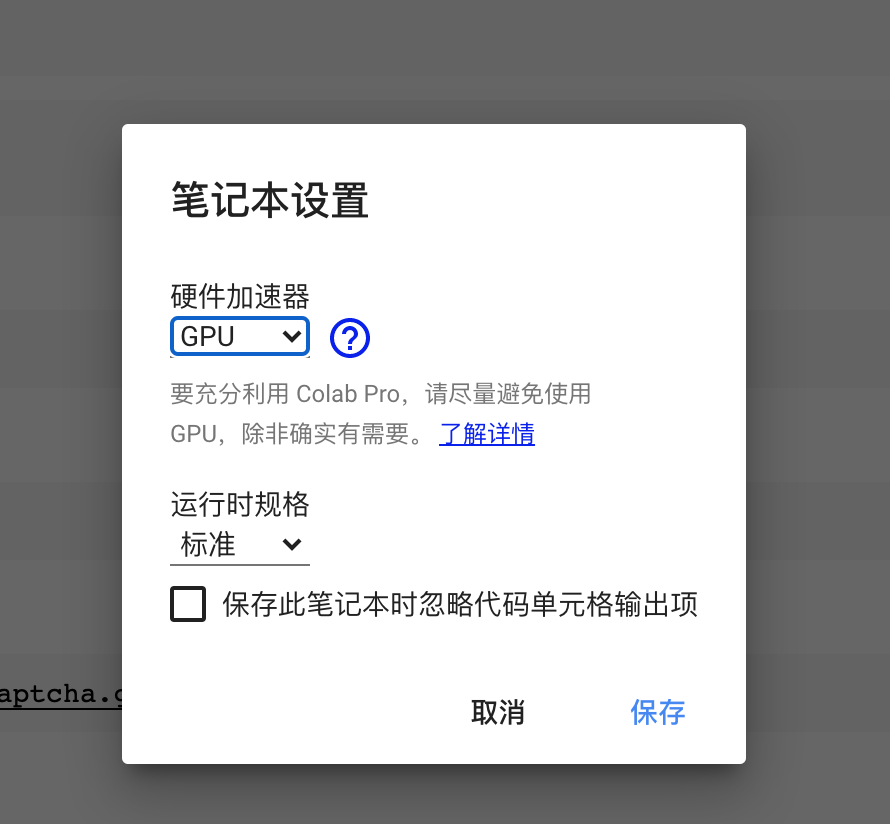 笔记本设置
硬件加速器
GPU
要充分利用 Colab Pro，请尽量避免使用
GPU，除非确实有需要。 了解详情
运行时规格
标准
保存此笔记本时忽略代码单元格输出项
aptcha.g
取消 保存